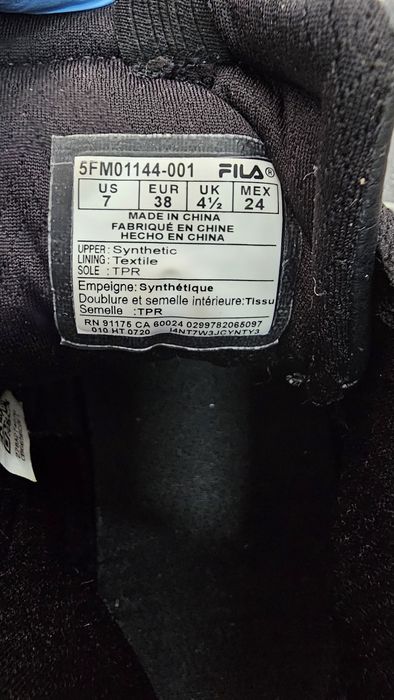 5FM01144-001 FILA®
US EUR UK MEX
7 38 4½ 24
MADE IN CHINA
FABRIQUÉ EN CHINE
HECHO EN CHINA
UPPER: Synthetic
LINING: Textile
SOLE : TPR
Empeigne: Synthétique
Doublure et semelle intérieure:Tissu
Semelle :TPR
RN 91175 CA 60024 0299782065097
010 HT 0720 I4NT7W3JCYNTY3